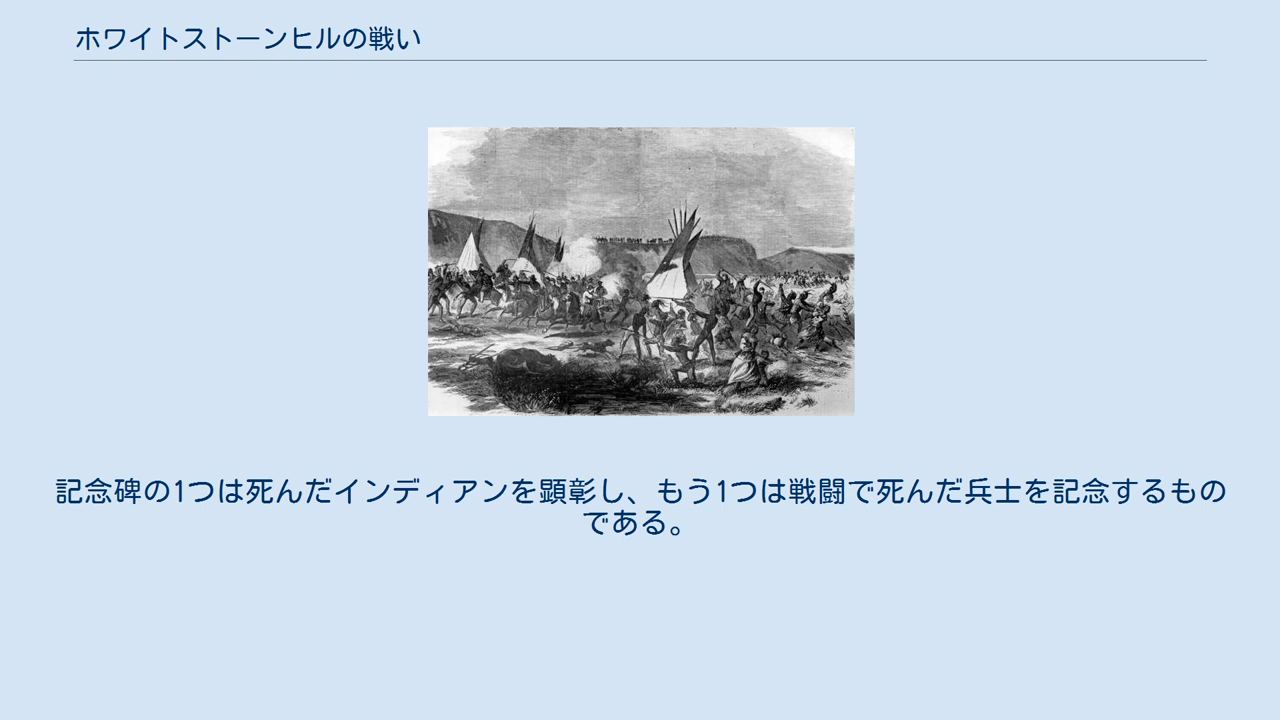 ホワイトストーンヒルの戦い
記念碑の1つは死んだインディアンを顕彰し、もう1つは戦闘で死んだ兵士を記念するもの
である。